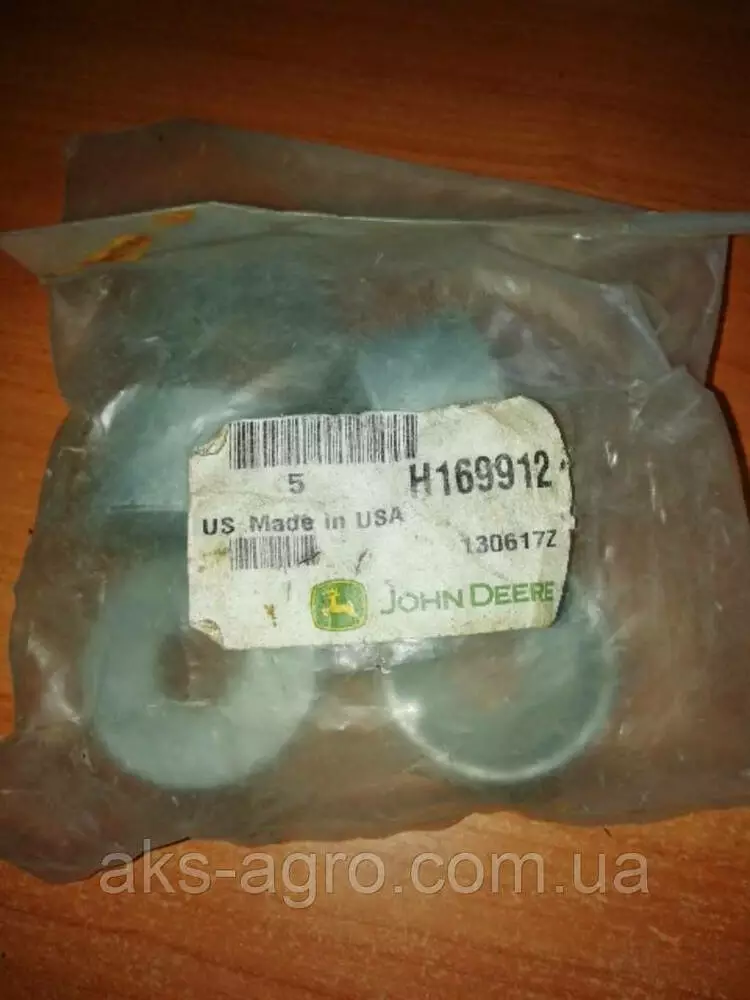 5 H169912
US Made in USA
130617Z
JOHN DEERE
aks-agro.com.ua